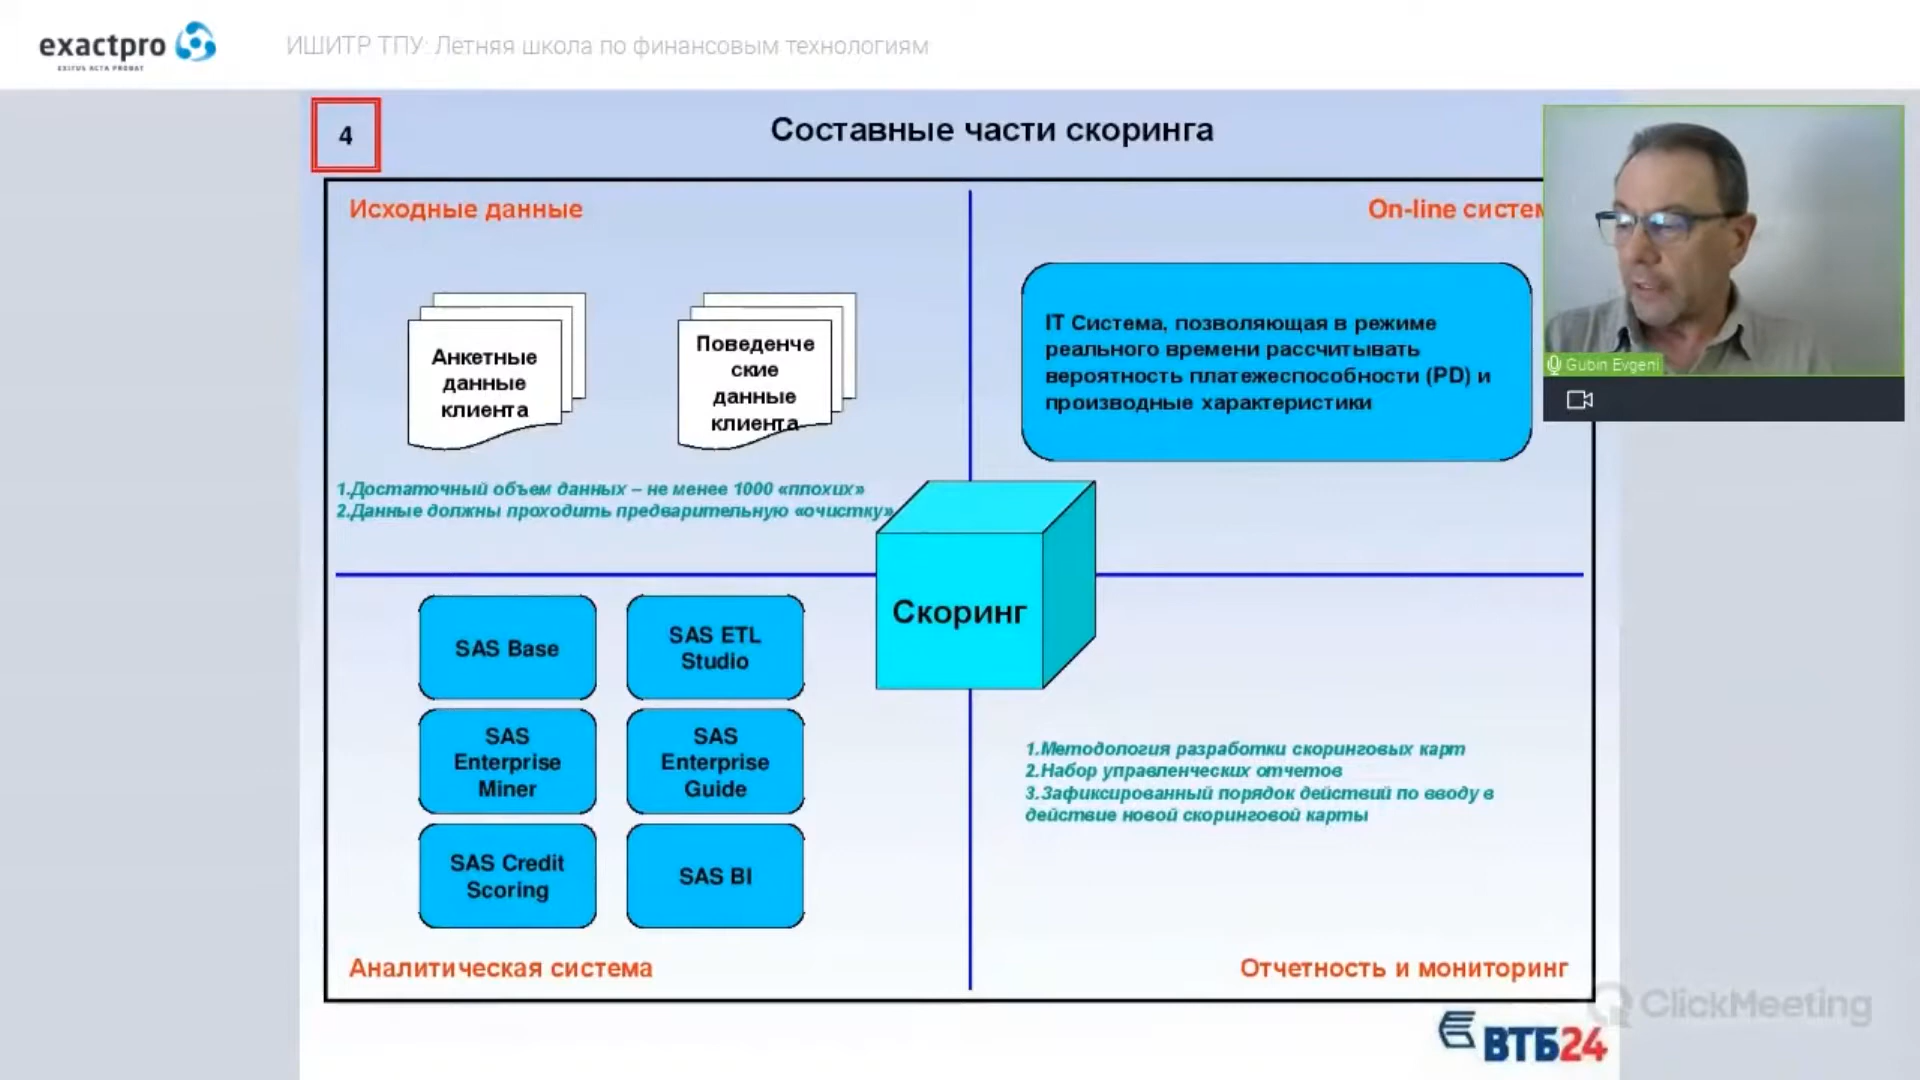 exactpro
EXITUS ACTA PROBAT
ИШИТР ТПУ: Летняя школа по финансовым технологиям
4
Составные части скоринга
Исходные данные
On-line систем
Анкетные
данные
клиента
Поведенче
ские
данные
клиента
IT Система, позволяющая в режиме
реального времени рассчитывать
вероятность платежеспособности (PD) и
производные характеристики
Gubin Evgeni
1.Достаточный объем данных – не менее 1000 «плохих»
2.Данные должны проходить предварительную «очистку»
Скоринг
SAS Base
SAS ETL
Studio
SAS
Enterprise
Miner
SAS
Enterprise
Guide
SAS Credit
Scoring
SAS BI
1.Методология разработки скоринговых карт
2.Набор управленческих отчетов
3.Зафиксированный порядок действий по вводу в
действие новой скоринговой карты
Аналитическая система
Отчетность и мониторинг
ClickMeeting
ВТБ24